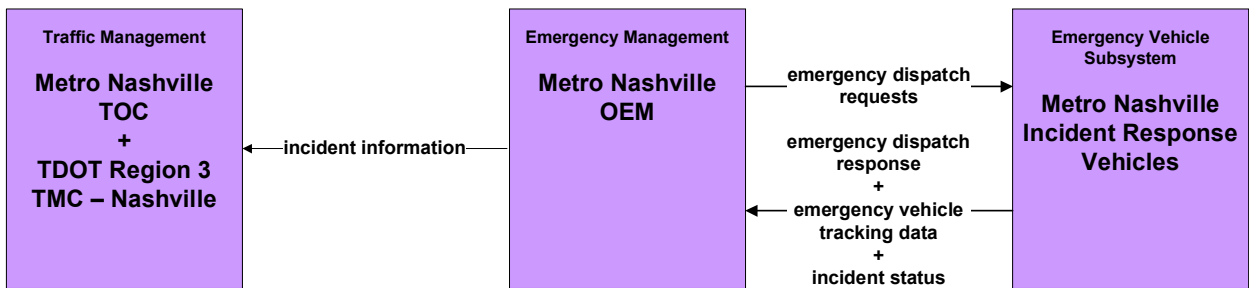 Traffic Management
Metro Nashville
TOC
+
TDOT Region 3
TMC – Nashville
incident information
Emergency Management
Metro Nashville
OEM
emergency dispatch
requests
emergency dispatch
response
+
emergency vehicle
tracking data
+
incident status
Emergency Vehicle
Subsystem
Metro Nashville
Incident Response
Vehicles